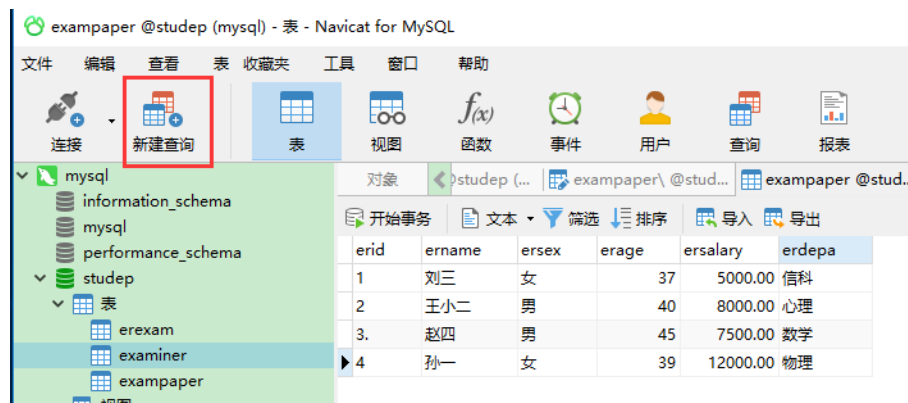 exampaper @studep (mysql) - 表 - Navicat for MySQL
文件 编辑 查看 表 收藏夹 工具 窗口 帮助
连接 新建查询 表 视图 f(x) 函数 事件 用户 查询 报表
mysql
information_schema
mysql
performance_schema
studep
表
erexam
examiner
exampaper
对象 @studep (... exampaper\ @stud... exampaper @stud...
开始事务 文本 筛选 排序 导入 导出
erid ername ersex erage ersalary erdepa
1 刘三 女 37 5000.00 信科
2 王小二 男 40 8000.00 心理
3. 赵四 男 45 7500.00 数学
4 孙一 女 39 12000.00 物理